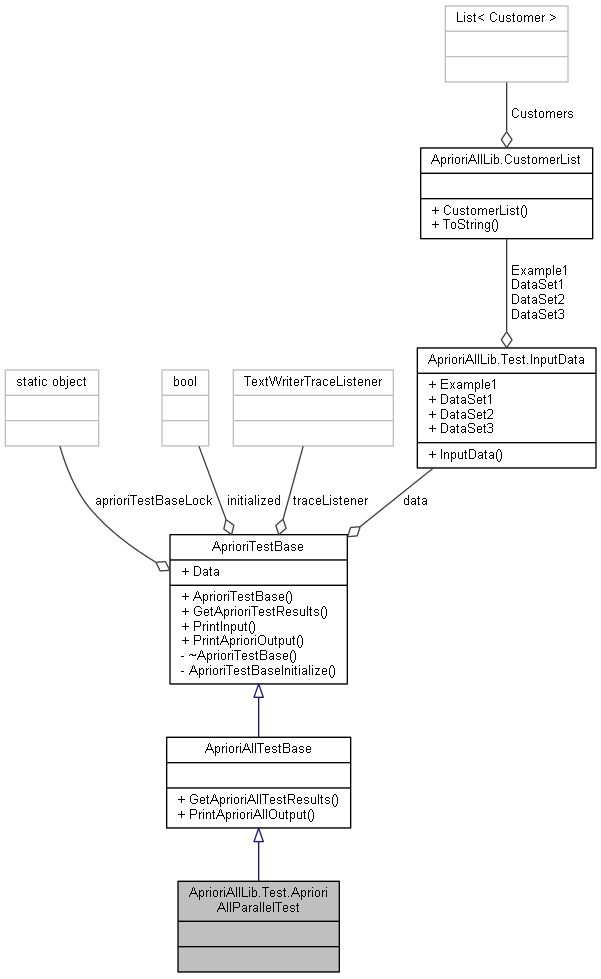 List< Customer >
Customers
AprioriAllLib.CustomerList
+ CustomerList()
+ ToString()
Example1
DataSet1
DataSet2
DataSet3
AprioriAllLib.Test.InputData
+ Example1
+ DataSet1
+ DataSet2
+ DataSet3
+ InputData()
static object
bool
TextWriterTraceListener
aprioriTestBaseLock
initialized
traceListener
data
AprioriTestBase
+ Data
+ AprioriTestBase()
+ GetAprioriTestResults()
+ PrintInput()
+ PrintAprioriOutput()
- ~AprioriTestBase()
- AprioriTestBaseInitialize()
AprioriAllTestBase
+ GetAprioriAllTestResults()
+ PrintAprioriAllOutput()
AprioriAllLib.Test.Apriori
AllParallelTest